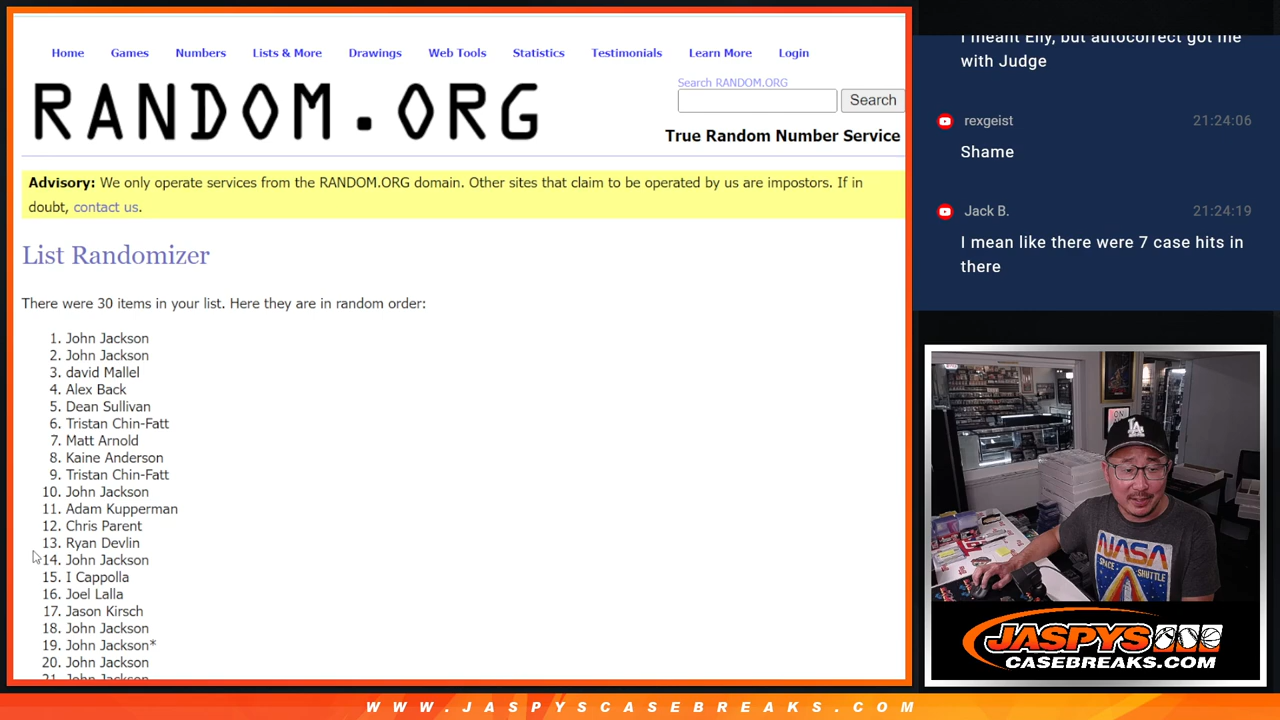 Home Games Numbers Lists & More Drawings Web Tools Statistics Testimonials Learn More Login
RANDOM.ORG
Search RANDOM.ORG
Search
True Random Number Service
Advisory: We only operate services from the RANDOM.ORG domain. Other sites that claim to be operated by us are impostors. If in
doubt, contact us.
List Randomizer
There were 30 items in your list. Here they are in random order:
1. John Jackson
2. John Jackson
3. david Mallel
4. Alex Back
5. Dean Sullivan
6. Tristan Chin-Fatt
7. Matt Arnold
8. Kaine Anderson
9. Tristan Chin-Fatt
10. John Jackson
11. Adam Kupperman
12. Chris Parent
13. Ryan Devlin
14. John Jackson
15. I Cappolla
16. Joel Lalla
17. Jason Kirsch
18. John Jackson
19. John Jackson*
20. John Jackson
21. John Jackson
I meant Elly, but autocorrect got me
with Judge
rexgeist 21:24:06
Shame
Jack B. 21:24:19
I mean like there were 7 case hits in
there
LA
NASA
SPACE SHUTTLE
JASPYS
CASEBREAKS.COM
WWW.JASPYSCASEBREAKS.COM